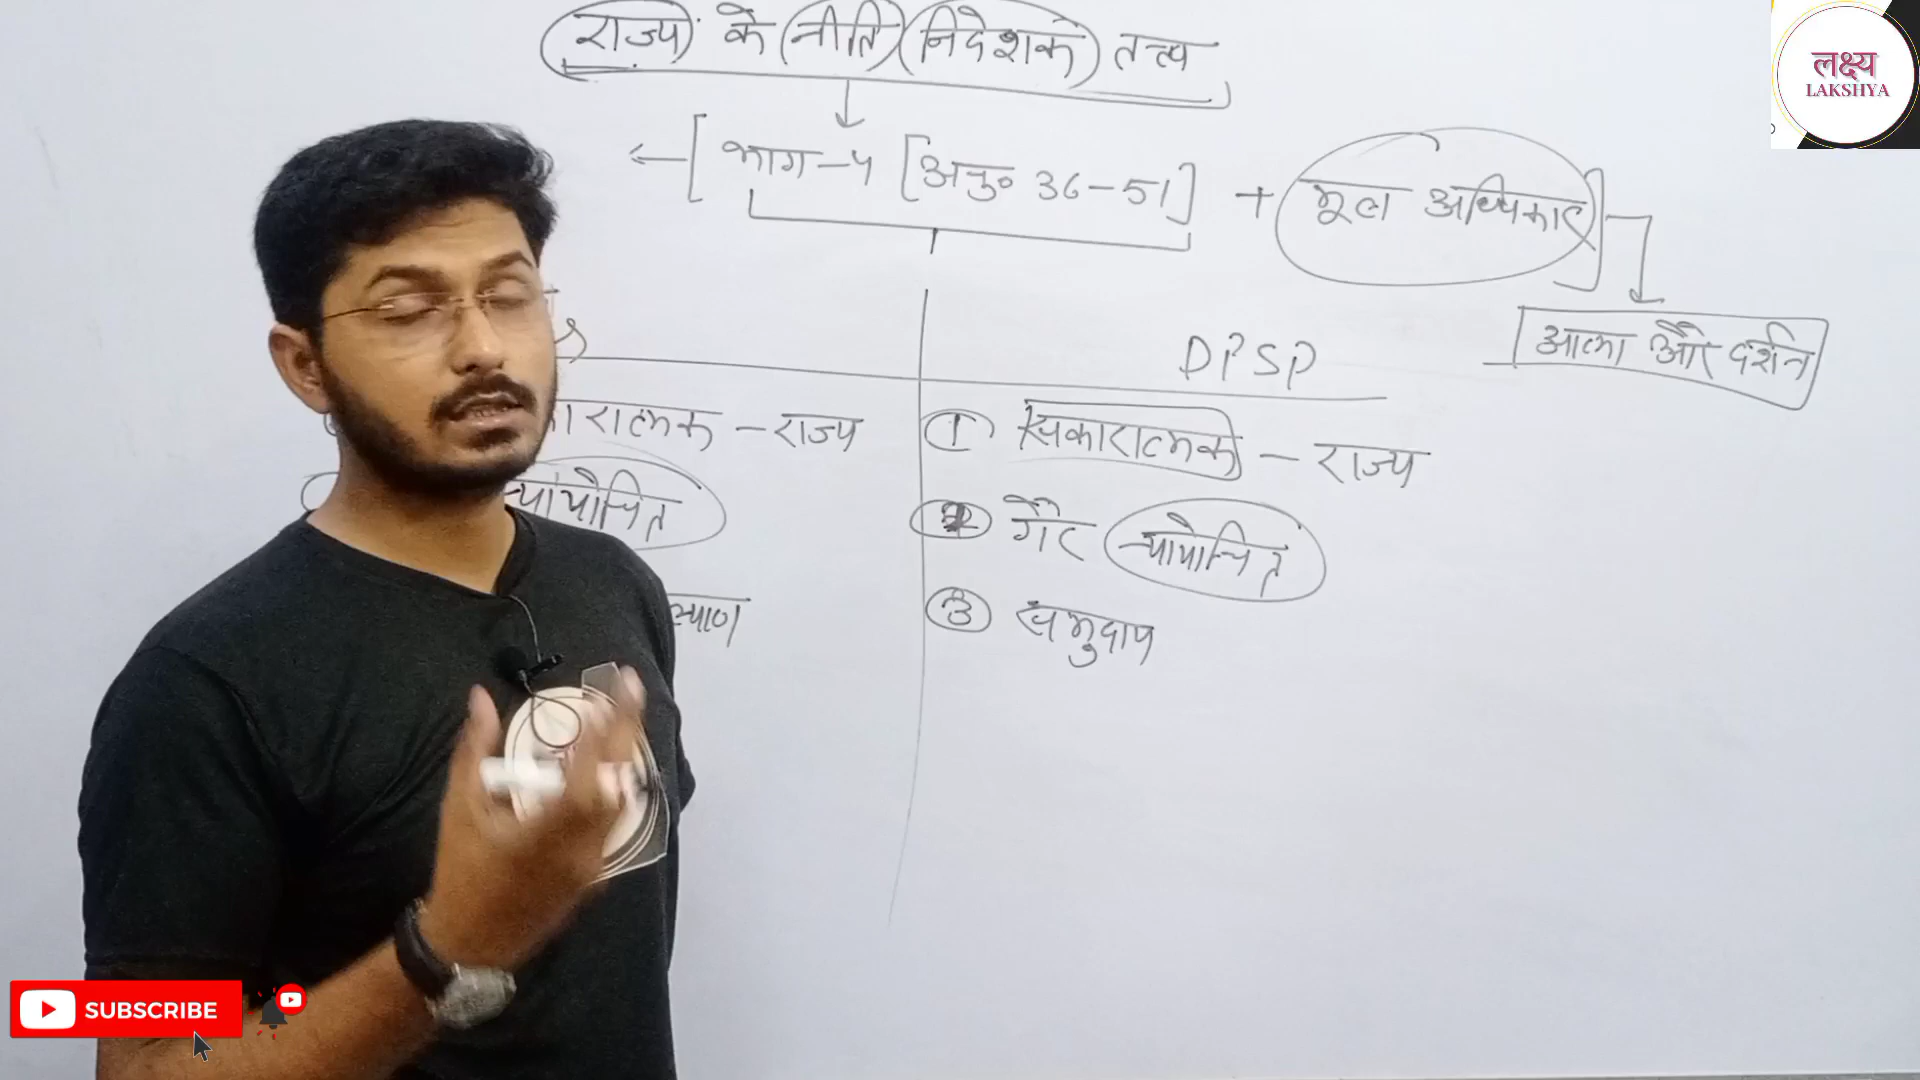 राज्य के नीति निदेशक तत्व
लक्ष्य
LAKSHYA
[ भाग-4 [अनु० 36-51] + मूल अधिकार ]
आत्मा और दर्शन
DPSP
कारात्मक - राज्य
① सकारात्मक - राज्य
न्यायोचित
② गैर न्यायोचित
③ समुदाय
SUBSCRIBE